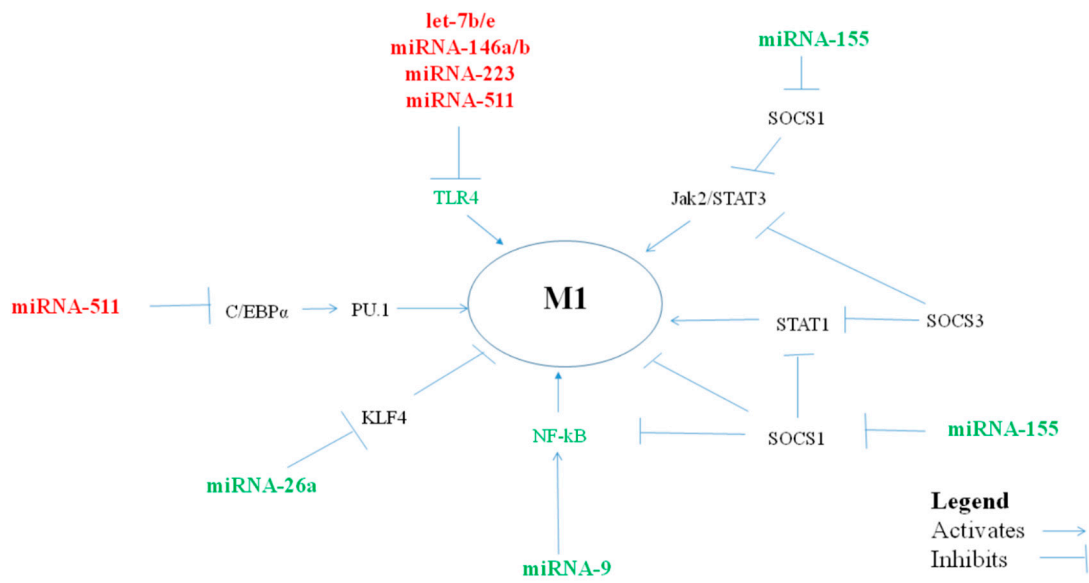 let-7b/e
miRNA-146a/b
miRNA-223
miRNA-511
miRNA-155
SOCS1
TLR4
Jak2/STAT3
miRNA-511
C/EBPα
PU.1
M1
STAT1
SOCS3
KLF4
NF-kB
SOCS1
miRNA-155
miRNA-26a
miRNA-9
Legend
Activates
Inhibits